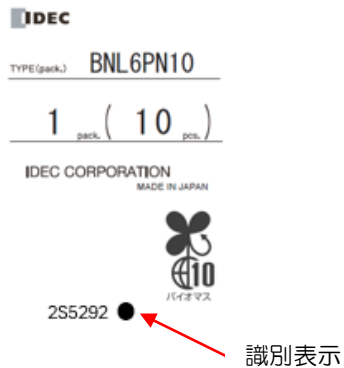 IDEC
TYPE(pack.) BNL6PN10
1 pack. ( 10 pcs. )
IDEC CORPORATION
MADE IN JAPAN
10
バイオマス
2S5292 ●
識別表示